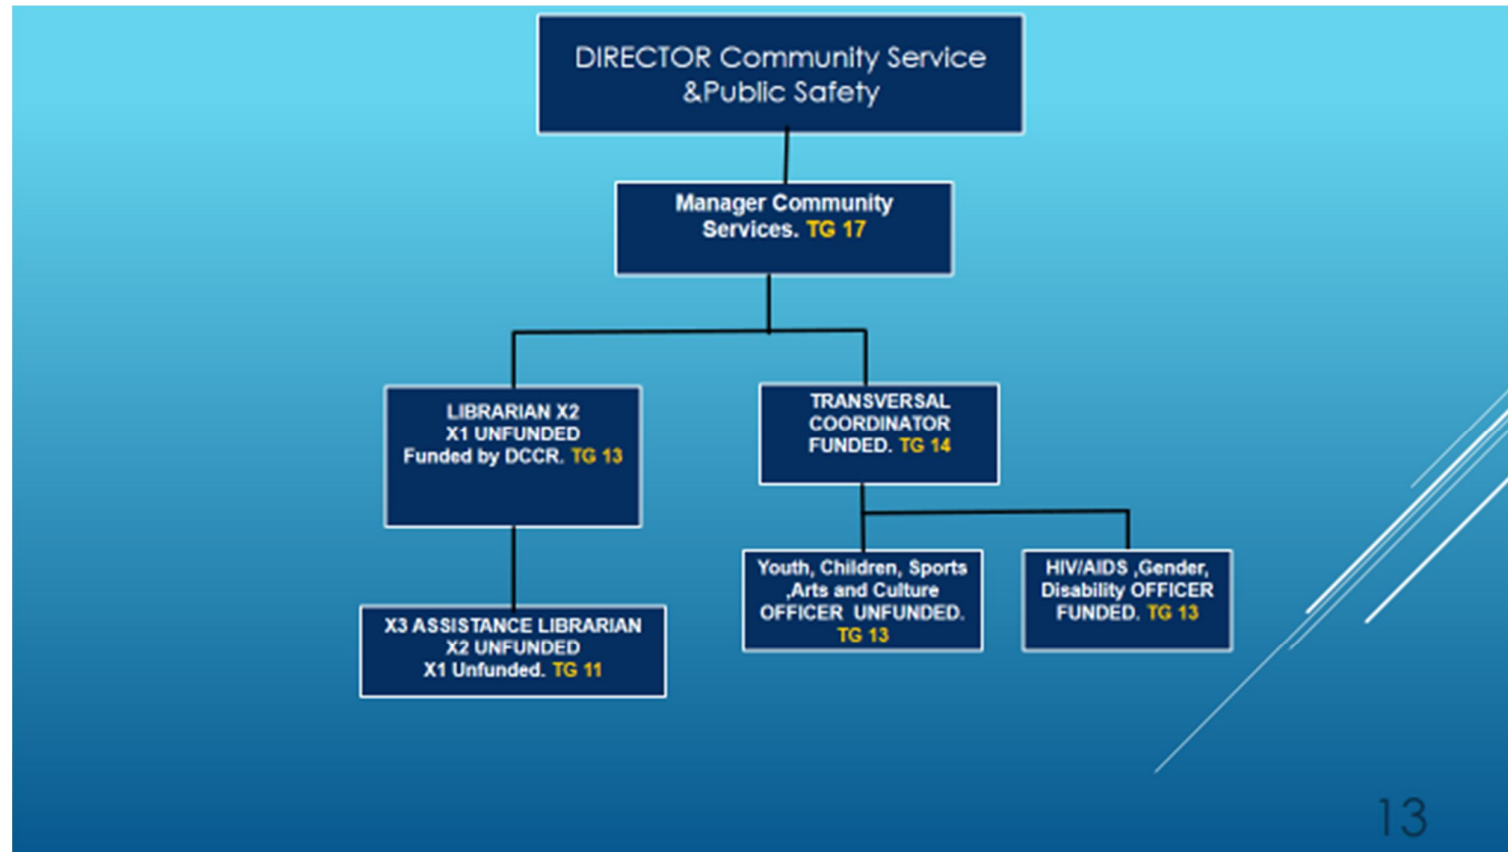 DIRECTOR Community Service
&Public Safety
Manager Community
Services. TG 17
LIBRARIAN X2
X1 UNFUNDED
Funded by DCCR. TG 13
TRANSVERSAL
COORDINATOR
FUNDED. TG 14
X3 ASSISTANCE LIBRARIAN
X2 UNFUNDED
X1 Unfunded. TG 11
Youth, Children, Sports
,Arts and Culture
OFFICER UNFUNDED.
TG 13
HIV/AIDS ,Gender,
Disability OFFICER
FUNDED. TG 13
13